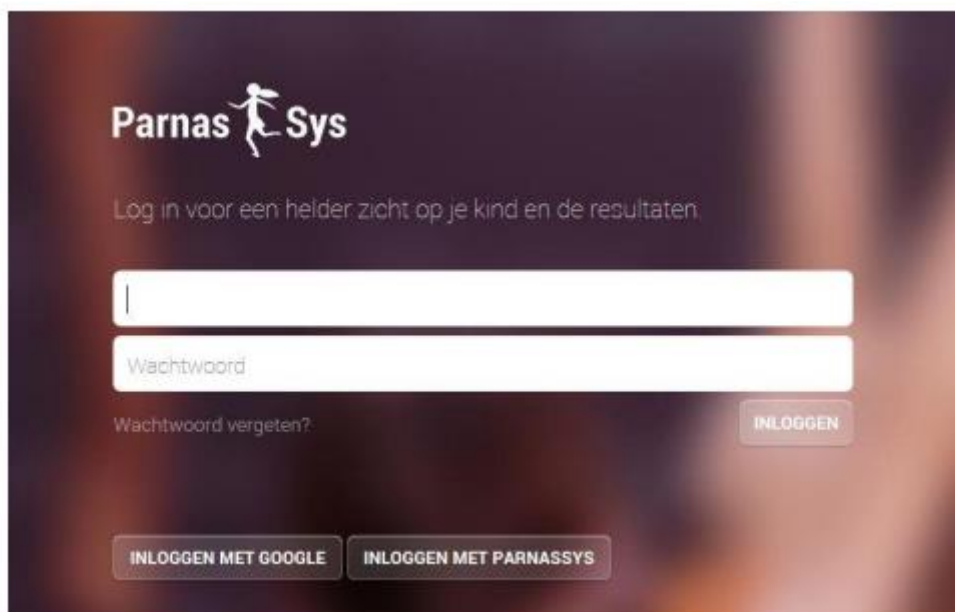 Parnas Sys
Log in voor een helder zicht op je kind en de resultaten.
Wachtwoord
Wachtwoord vergeten?
INLOGGEN
INLOGGEN MET GOOGLE
INLOGGEN MET PARNASSYS